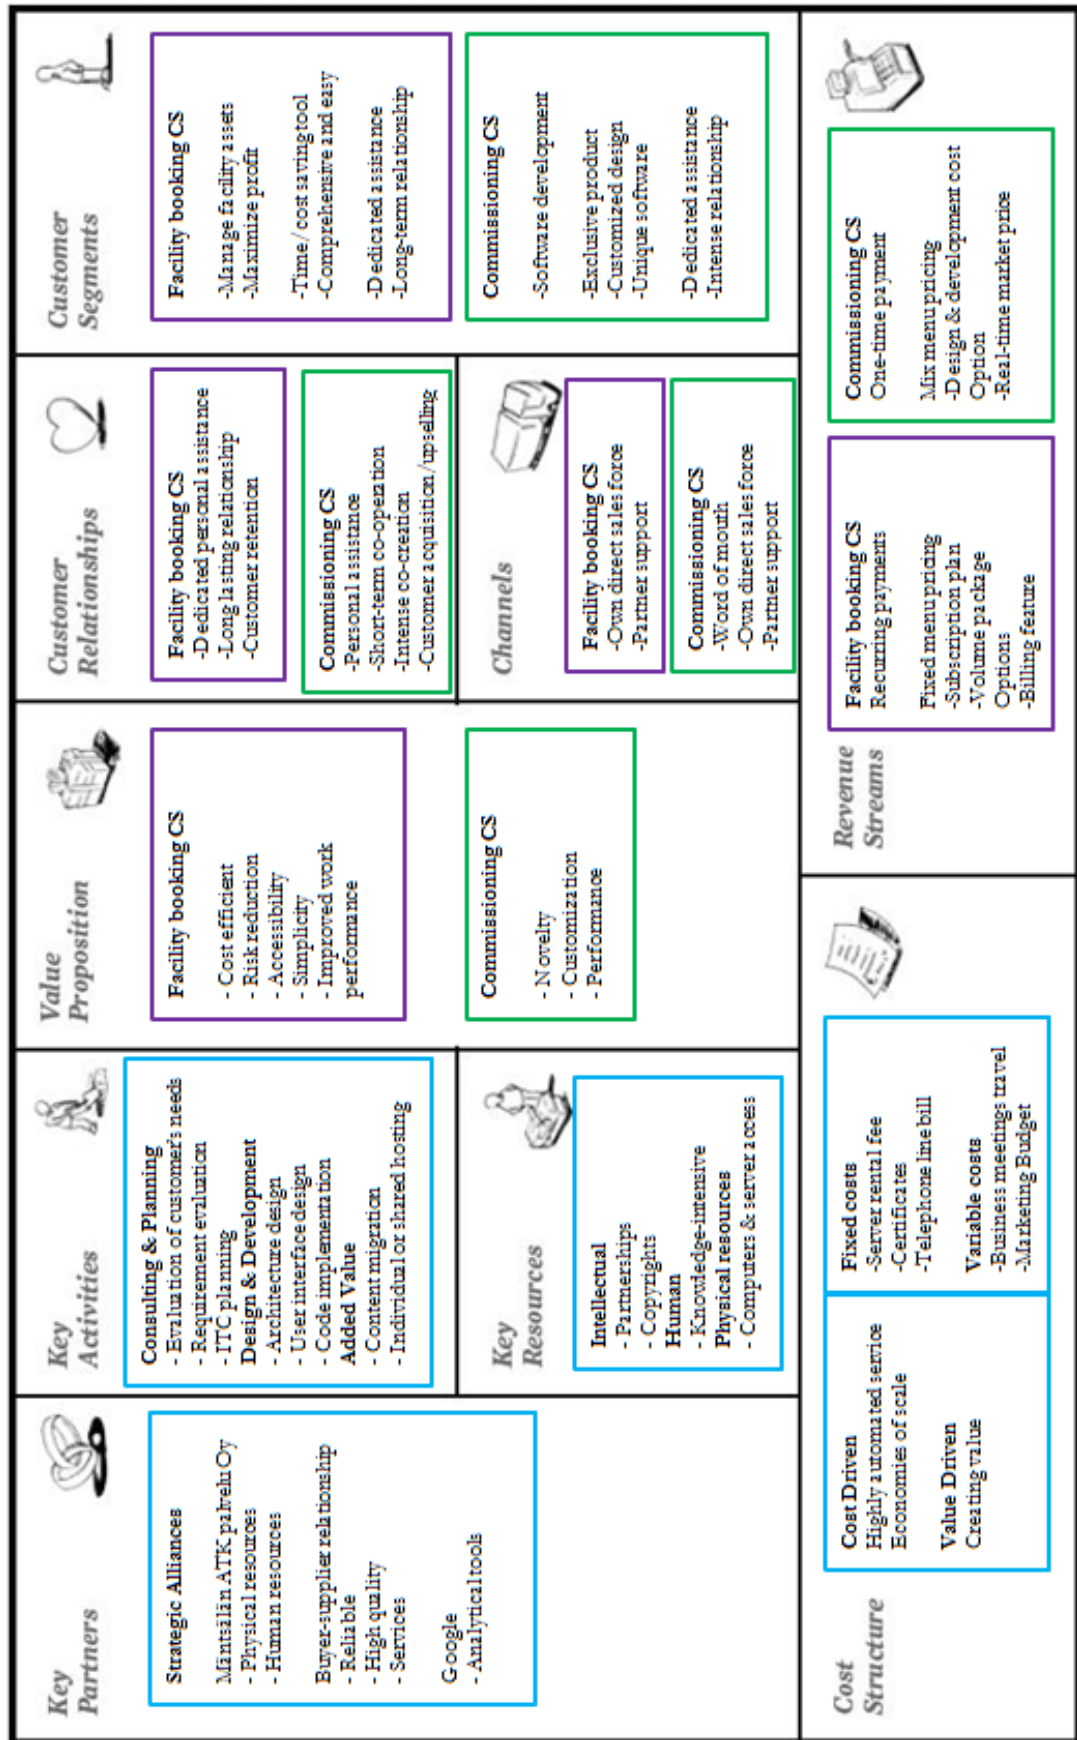 Key
Partners
Strategic Alliances
Mäntsälän ATK palvelu Oy
- Physical resources
- Human resources
Buyer-supplier relationship
- Reliable
- High quality
- Services
Google
- Analytical tools
Key
Activities
Consulting & Planning
- Evaluation of customer's needs
- Requirement evaluation
- ITC planning
Design & Development
- Architecture design
- User interface design
- Code implementation
Added Value
- Content migration
- Individual or shared hosting
Key
Resources
Intellectual
- Partnerships
- Copyrights
Human
- Knowledge-intensive
Physical resources
- Computers & server access
Value
Proposition
Facility booking CS
- Cost efficient
- Risk reduction
- Accessibility
- Simplicity
- Improved work
performance
Commissioning CS
- Novelty
- Customization
- Performance
Customer
Relationships
Facility booking CS
-Dedicated personal assistance
-Long lasting relationship
-Customer retention
Commissioning CS
-Personal assistance
-Short-term co-operation
-Intense co-creation
-Customer acquisition/upselling
Channels
Facility booking CS
-Own direct sales force
-Partner support
Commissioning CS
-Word of mouth
-Own direct sales force
-Partner support
Customer
Segments
Facility booking CS
-Manage facility assets
-Maximize profit
-Time/ cost saving tool
-Comprehensive and easy
-Dedicated assistance
-Long-term relationship
Commissioning CS
-Software development
-Exclusive product
-Customized design
-Unique software
-Dedicated assistance
-Intense relationship
Cost
Structure
Cost Driven
Highly automated service
Economies of scale
Value Driven
Creating value
Fixed costs
-Server rental fee
-Certificates
-Telephone line bill
Variable costs
-Business meetings travel
-Marketing Budget
Revenue
Streams
Facility booking CS
Recurring payments
Fixed menu pricing
-Subscription plan
-Volume package
Options
-Billing feature
Commissioning CS
One-time payment
Mix menu pricing
-Design & development cost
Option
-Real-time market price